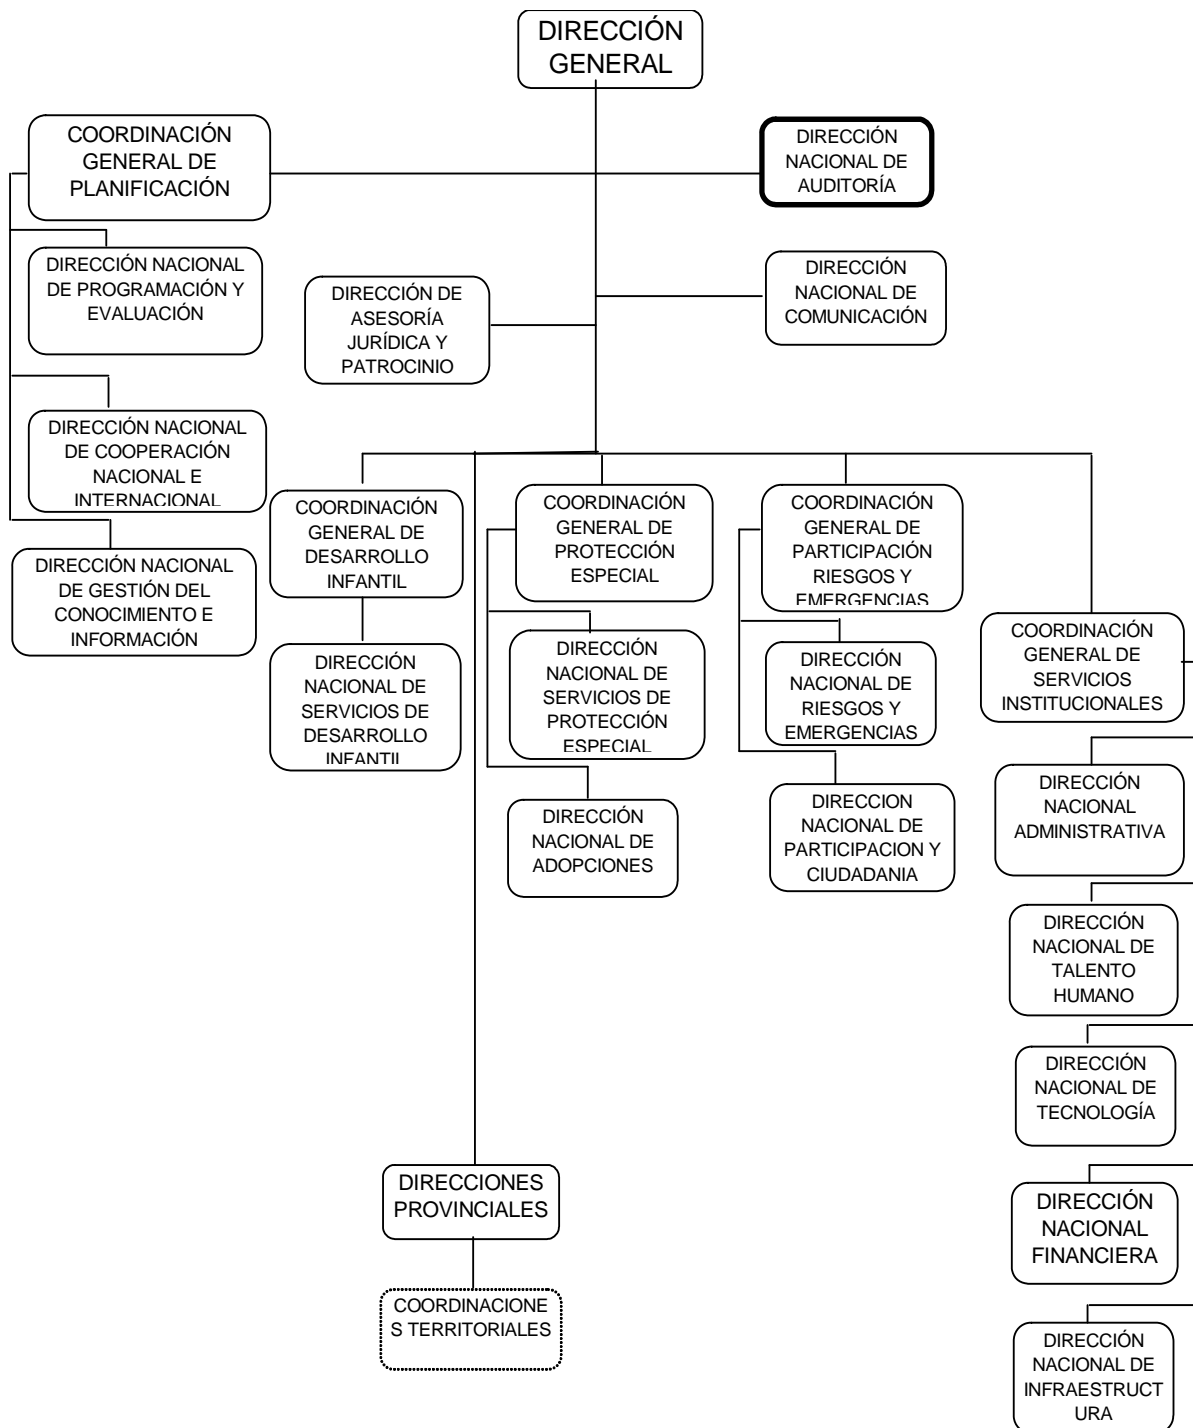 DIRECCIÓN
GENERAL
COORDINACIÓN
GENERAL DE
PLANIFICACIÓN
DIRECCIÓN
NACIONAL DE
AUDITORÍA
DIRECCIÓN NACIONAL
DE PROGRAMACIÓN Y
EVALUACIÓN
DIRECCIÓN DE
ASESORÍA
JURÍDICA Y
PATROCINIO
DIRECCIÓN
NACIONAL DE
COMUNICACIÓN
DIRECCIÓN NACIONAL
DE COOPERACIÓN
NACIONAL E
INTERNACIONAL
DIRECCIÓN NACIONAL
DE GESTIÓN DEL
CONOCIMIENTO E
INFORMACIÓN
COORDINACIÓN
GENERAL DE
DESARROLLO
INFANTIL
COORDINACIÓN
GENERAL DE
PROTECCIÓN
ESPECIAL
COORDINACIÓN
GENERAL DE
PARTICIPACIÓN
RIESGOS Y
EMERGENCIAS
COORDINACIÓN
GENERAL DE
SERVICIOS
INSTITUCIONALES
DIRECCIÓN
NACIONAL DE
SERVICIOS DE
DESARROLLO
INFANTIL
DIRECCIÓN
NACIONAL DE
SERVICIOS DE
PROTECCIÓN
ESPECIAL
DIRECCIÓN
NACIONAL DE
RIESGOS Y
EMERGENCIAS
DIRECCIÓN
NACIONAL DE
ADOPCIONES
DIRECCION
NACIONAL DE
PARTICIPACION Y
CIUDADANIA
DIRECCIÓN
NACIONAL
ADMINISTRATIVA
DIRECCIÓN
NACIONAL DE
TALENTO
HUMANO
DIRECCIÓN
NACIONAL DE
TECNOLOGÍA
DIRECCIONES
PROVINCIALES
DIRECCIÓN
NACIONAL
FINANCIERA
COORDINACIONE
S TERRITORIALES
DIRECCIÓN
NACIONAL DE
INFRAESTRUCT
URA